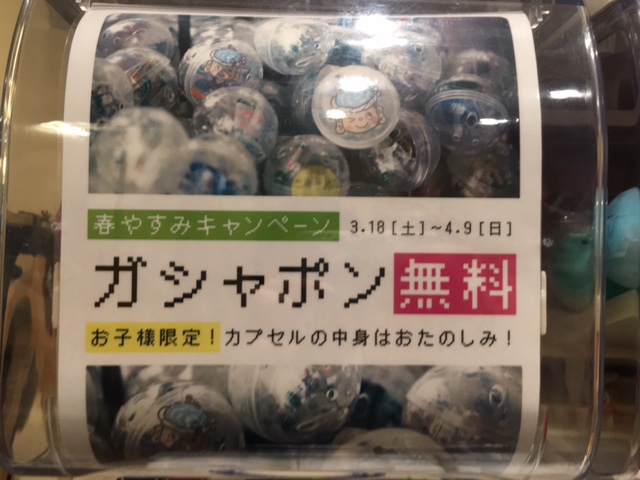 春やすみキャンペーン 3.18[土]～4.9[日]
ガシャポン無料
お子様限定！カプセルの中身はおたのしみ！